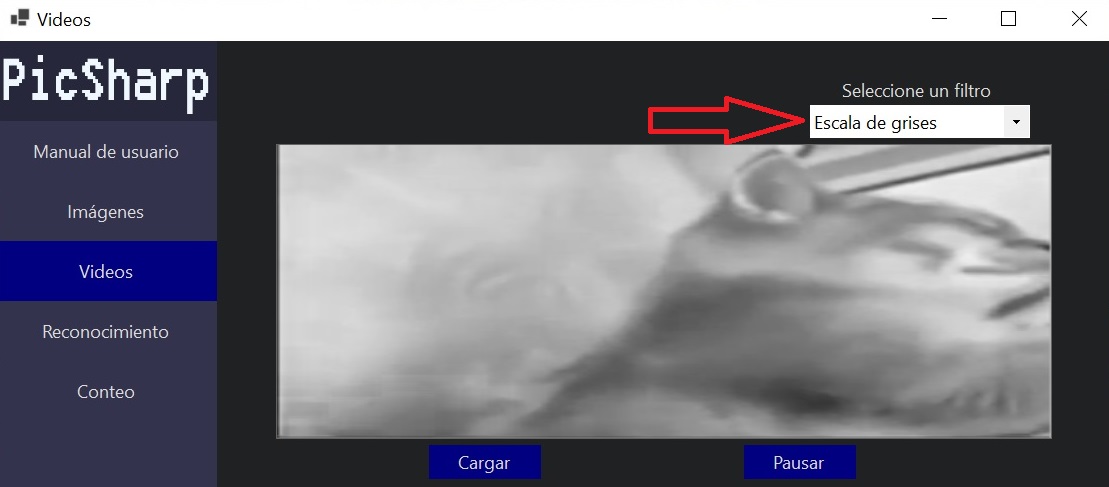 Videos
PicSharp
Manual de usuario
Imágenes
Videos
Reconocimiento
Conteo
Seleccione un filtro
Escala de grises
Cargar
Pausar